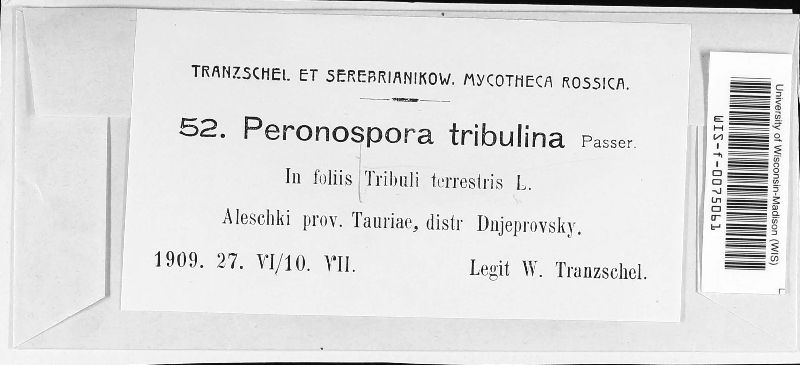 TRANZSCHEL ET SEREBRIANIKOW. MYCOTHECA ROSSICA.
52. Peronospora tribulina Passer.
In foliis Tribuli terrestris L.
Aleschki prov. Tauriae, distr Dnjeprovsky.
1909. 27. VI/10. VII. Legit W. Tranzschel.
University of Wisconsin-Madison (WIS)
WIS-f-0075061